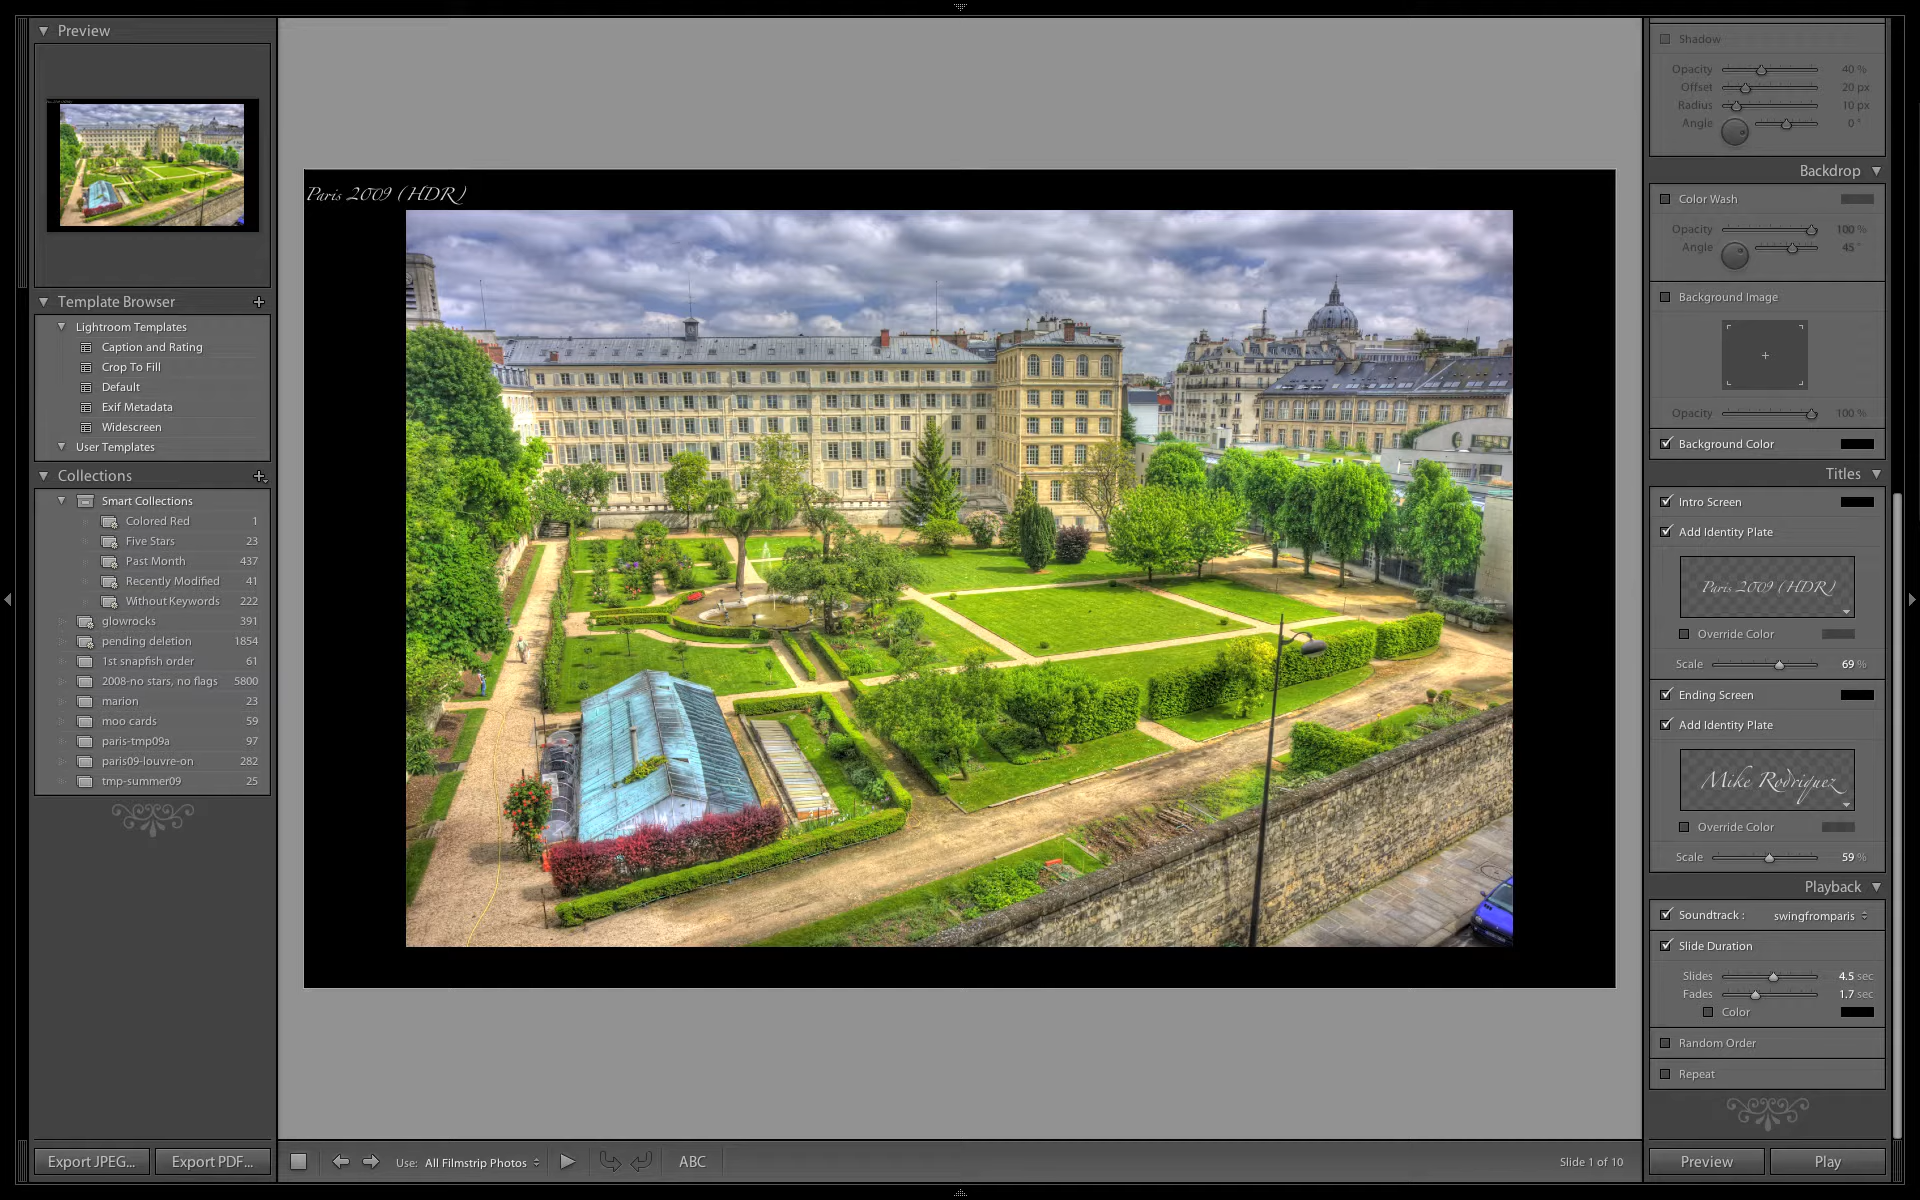 Preview
Template Browser
Lightroom Templates
Caption and Rating
Crop To Fill
Default
Exif Metadata
Widescreen
User Templates
Collections
Smart Collections
Colored Red 1
Five Stars 23
Past Month 437
Recently Modified 41
Without Keywords 222
glowrocks 391
pending deletion 1854
1st snapfish order 61
2008-no stars, no flags 5800
marion 23
moo cards 59
paris-tmp09a 97
paris09-louvre-on 282
tmp-summer09 25
Export JPEG...
Export PDF...
Paris 2009 (HDR)
Use: All Filmstrip Photos
ABC
Slide 1 of 10
Shadow
Opacity 40 %
Offset 20 px
Radius 10 px
Angle 0 °
Backdrop
Color Wash
Opacity 100 %
Angle 45 °
Background Image
Opacity 100 %
Background Color
Titles
Intro Screen
Add Identity Plate
Paris 2009 (HDR)
Override Color
Scale 69 %
Ending Screen
Add Identity Plate
Mike Rodriguez
Override Color
Scale 59 %
Playback
Soundtrack : swingfromparis
Slide Duration
Slides 4.5 sec
Fades 1.7 sec
Color
Random Order
Repeat
Preview
Play